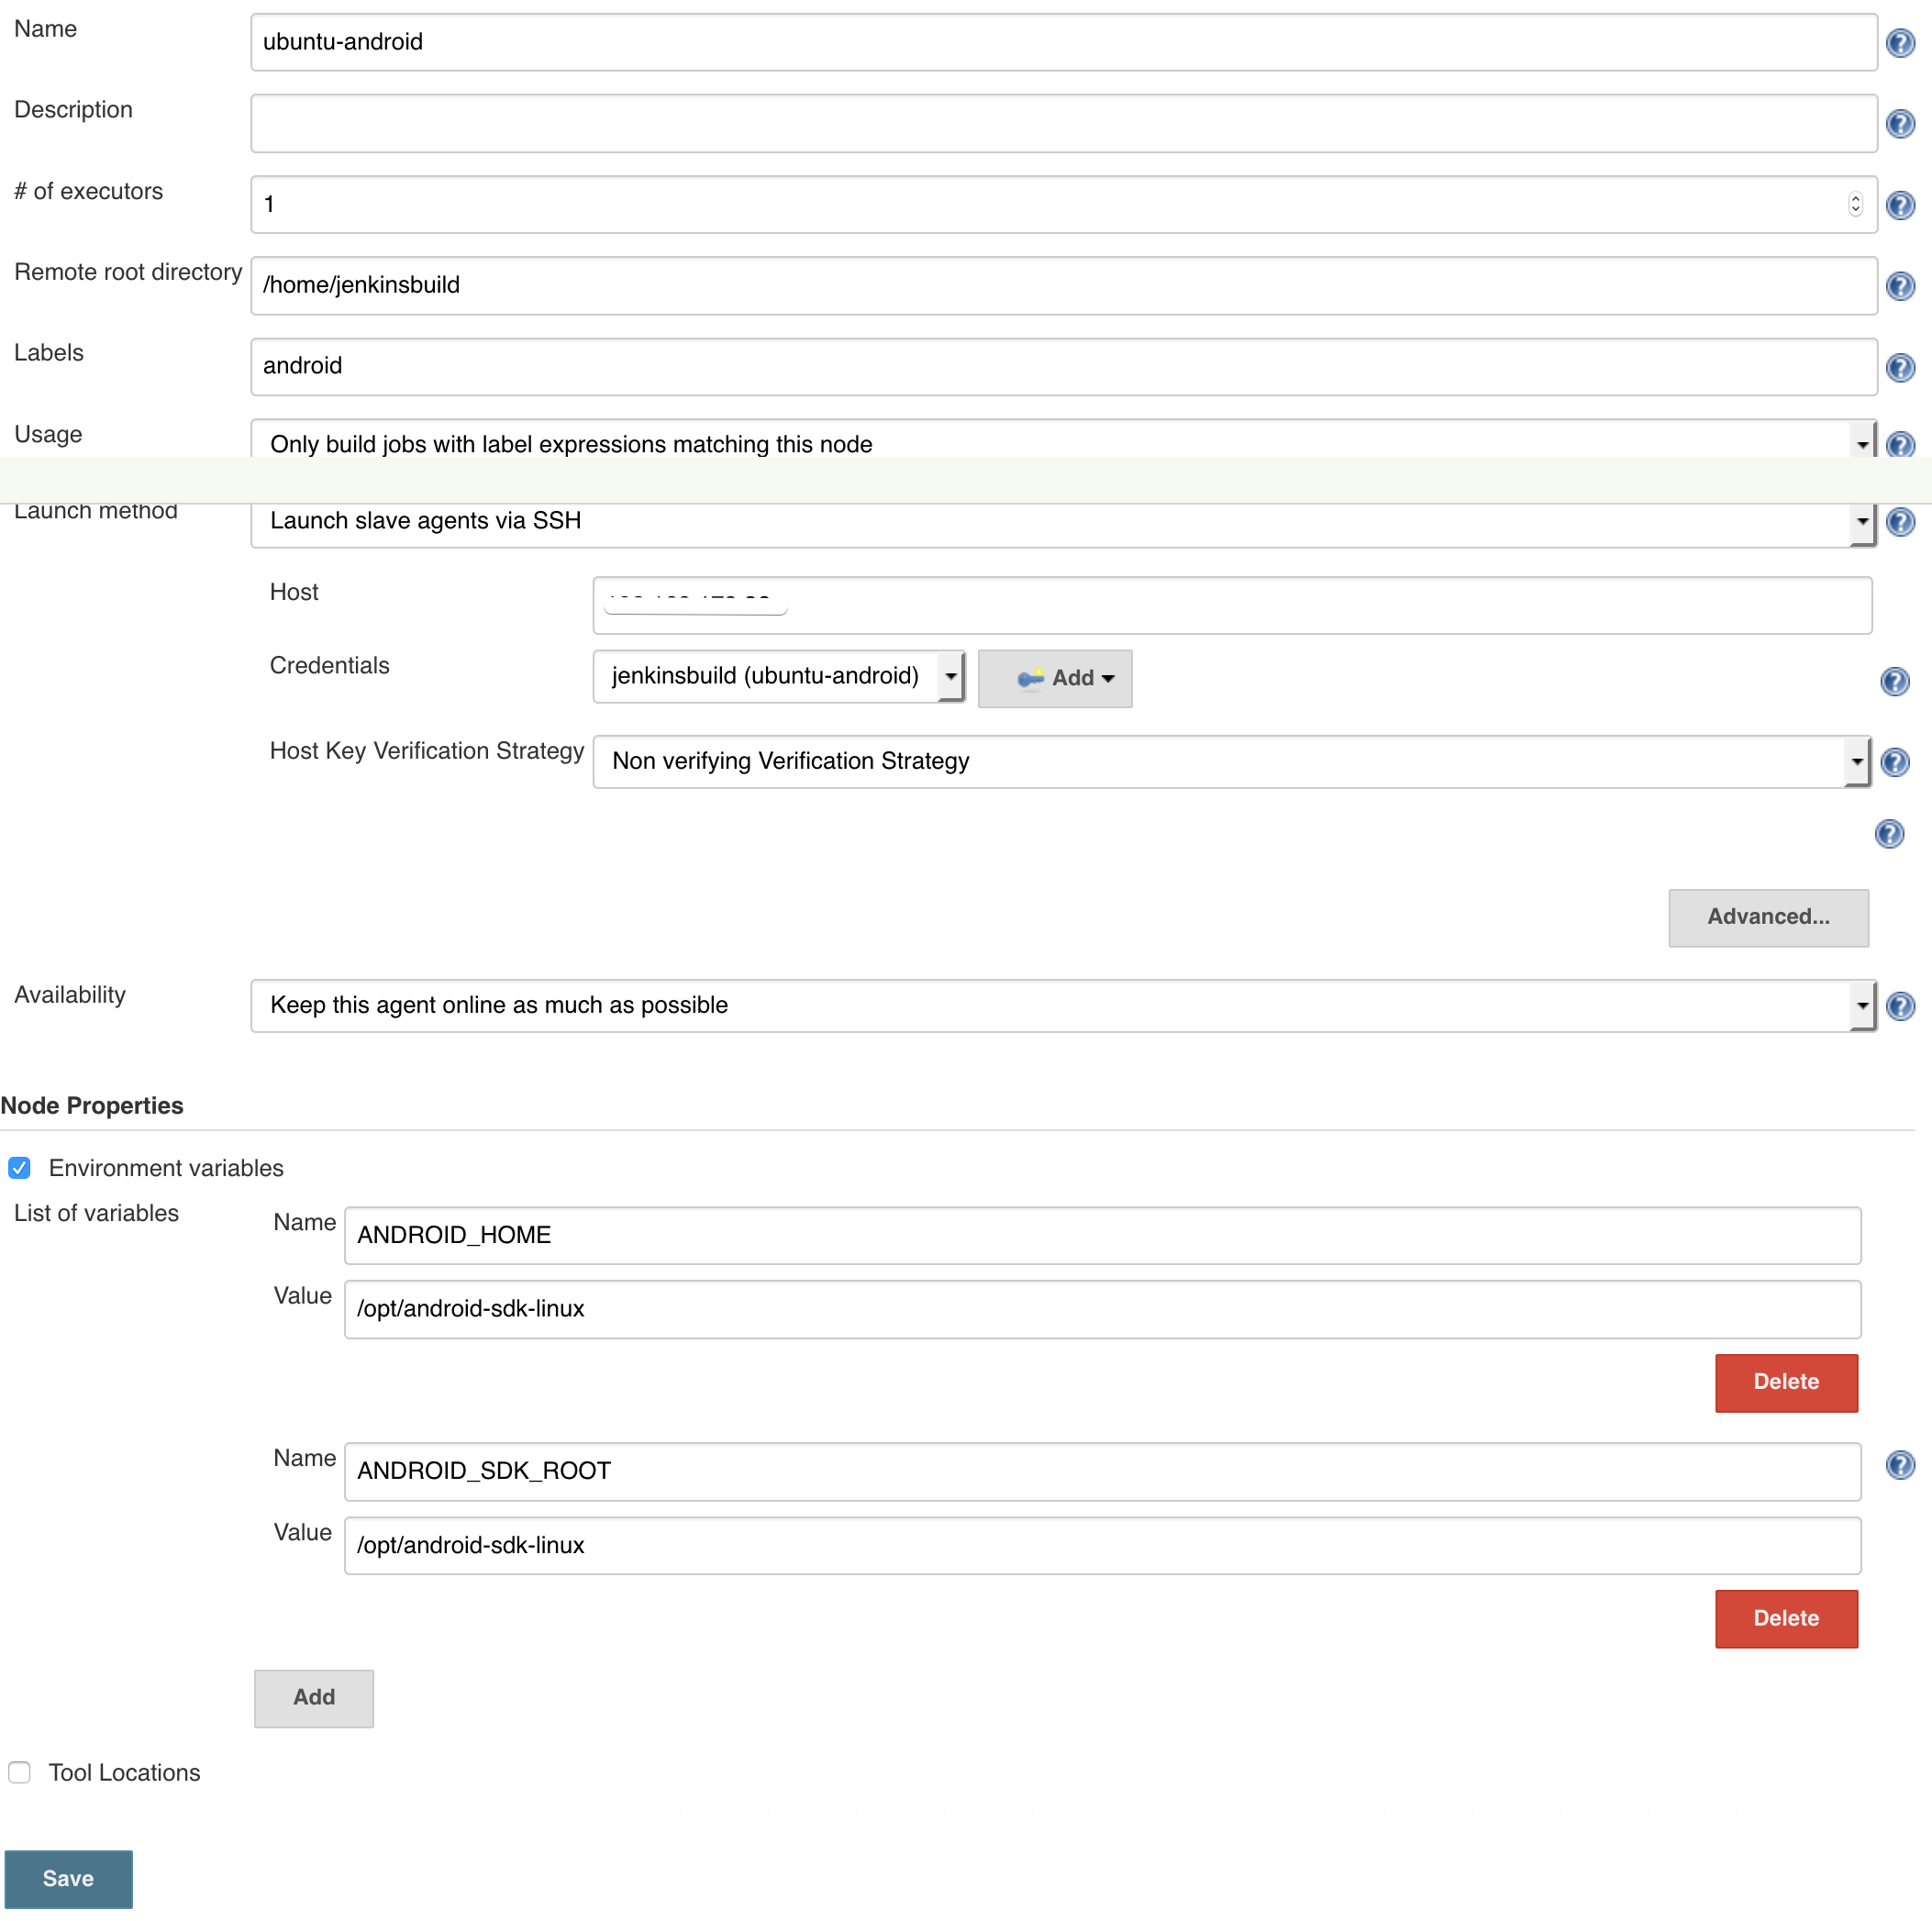 Name
ubuntu-android
Description
# of executors
1
Remote root directory
/home/jenkinsbuild
Labels
android
Usage
Only build jobs with label expressions matching this node
Launch method
Launch slave agents via SSH
Host
Credentials
jenkinsbuild (ubuntu-android)
Add
Host Key Verification Strategy
Non verifying Verification Strategy
Advanced...
Availability
Keep this agent online as much as possible
Node Properties
Environment variables
List of variables
Name
ANDROID_HOME
Value
/opt/android-sdk-linux
Delete
Name
ANDROID_SDK_ROOT
Value
/opt/android-sdk-linux
Delete
Add
Tool Locations
Save